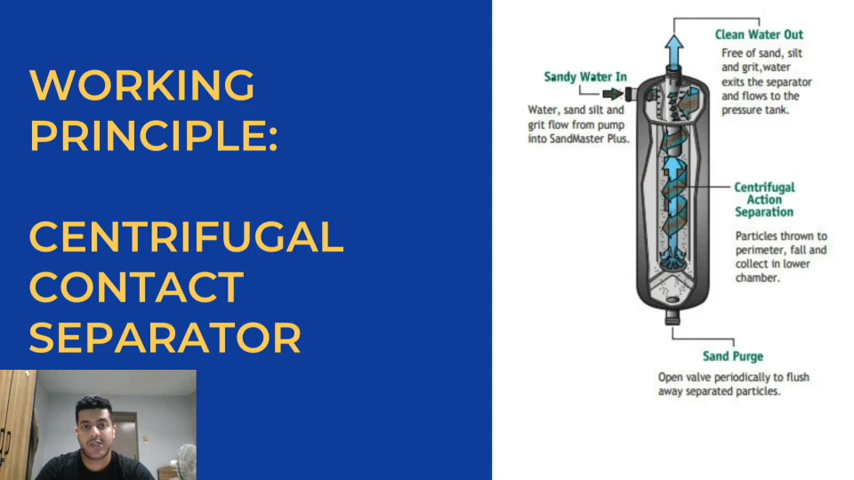 WORKING
PRINCIPLE:
CENTRIFUGAL
CONTACT
SEPARATOR
Clean Water Out
Free of sand, silt
and grit,water
exits the separator
and flows to the
pressure tank.
Sandy Water In
Water, sand silt and
grit flow from pump
into SandMaster Plus.
Centrifugal
Action
Separation
Particles thrown to
perimeter, fall and
collect in lower
chamber.
Sand Purge
Open valve periodically to flush
away separated particles.